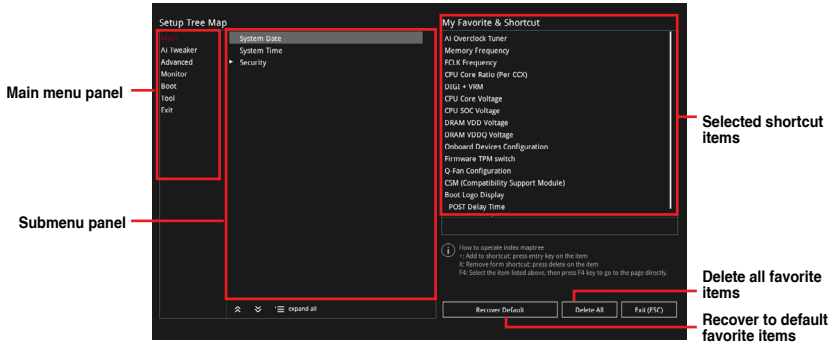 Setup Tree Map
Main
Ai Tweaker
Advanced
Monitor
Boot
Tool
Exit
System Date
System Time
Security
expand all
My Favorite & Shortcut
AI Overclock Tuner
Memory Frequency
FCLK Frequency
CPU Core Ratio (Per CCX)
DIGI + VRM
CPU Core Voltage
CPU SOC Voltage
DRAM VDD Voltage
DRAM VDDQ Voltage
Onboard Devices Configuration
Firmware TPM switch
Q-Fan Configuration
CSM (Compatibility Support Module)
Boot Logo Display
POST Delay Time
How to operate index maptree
+: Add to shortcut: press entry key on the item
X: Remove form shortcut: press delete on the item
F4: Select the item listed above, then press F4 key to go to the page directly.
Recover Default
Delete All
Exit (ESC)
Main menu panel
Submenu panel
Selected shortcut
items
Delete all favorite
items
Recover to default
favorite items